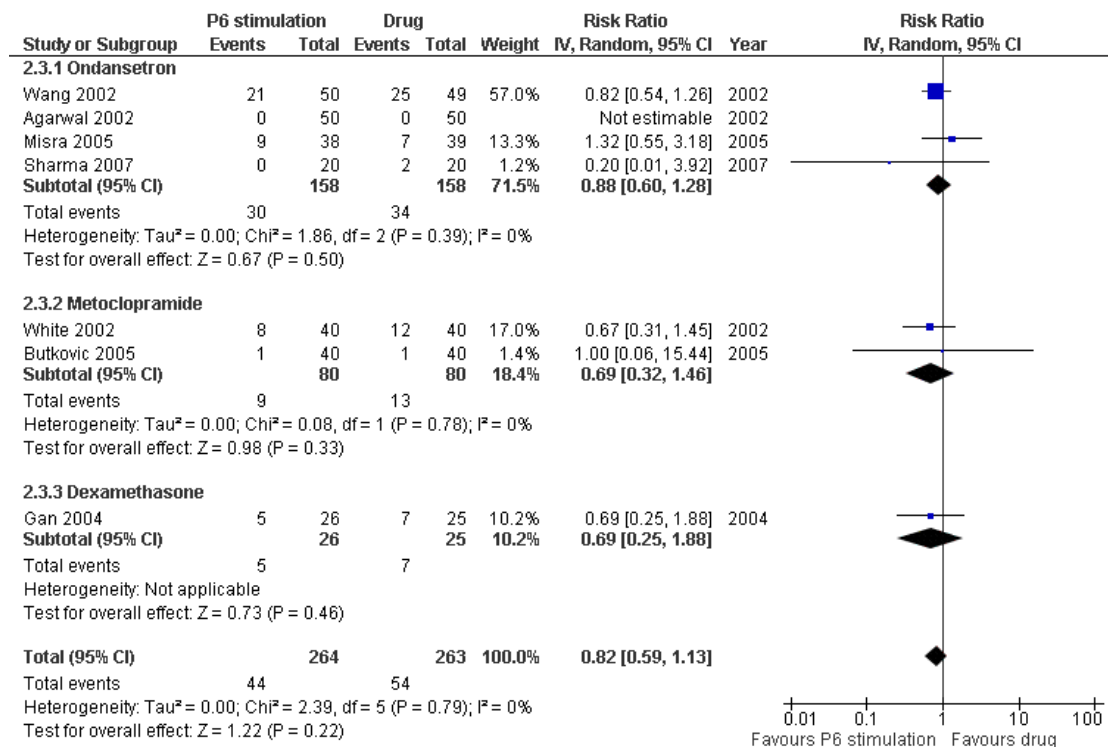 P6 stimulation Drug Risk Ratio Risk Ratio
Study or Subgroup Events Total Events Total Weight IV, Random, 95% CI Year IV, Random, 95% CI
2.3.1 Ondansetron
Wang 2002 21 50 25 49 57.0% 0.82 [0.54, 1.26] 2002
Agarwal 2002 0 50 0 50 Not estimable 2002
Misra 2005 9 38 7 39 13.3% 1.32 [0.55, 3.18] 2005
Sharma 2007 0 20 2 20 1.2% 0.20 [0.01, 3.92] 2007
Subtotal (95% CI) 158 158 71.5% 0.88 [0.60, 1.28]
Total events 30 34
Heterogeneity: Tau² = 0.00; Chi² = 1.86, df = 2 (P = 0.39); I² = 0%
Test for overall effect: Z = 0.67 (P = 0.50)
2.3.2 Metoclopramide
White 2002 8 40 12 40 17.0% 0.67 [0.31, 1.45] 2002
Butkovic 2005 1 40 1 40 1.4% 1.00 [0.06, 15.44] 2005
Subtotal (95% CI) 80 80 18.4% 0.69 [0.32, 1.46]
Total events 9 13
Heterogeneity: Tau² = 0.00; Chi² = 0.08, df = 1 (P = 0.78); I² = 0%
Test for overall effect: Z = 0.98 (P = 0.33)
2.3.3 Dexamethasone
Gan 2004 5 26 7 25 10.2% 0.69 [0.25, 1.88] 2004
Subtotal (95% CI) 26 25 10.2% 0.69 [0.25, 1.88]
Total events 5 7
Heterogeneity: Not applicable
Test for overall effect: Z = 0.73 (P = 0.46)
Total (95% CI) 264 263 100.0% 0.82 [0.59, 1.13]
Total events 44 54
Heterogeneity: Tau² = 0.00; Chi² = 2.39, df = 5 (P = 0.79); I² = 0%
Test for overall effect: Z = 1.22 (P = 0.22)
0.01 0.1 1 10 100
Favours P6 stimulation Favours drug